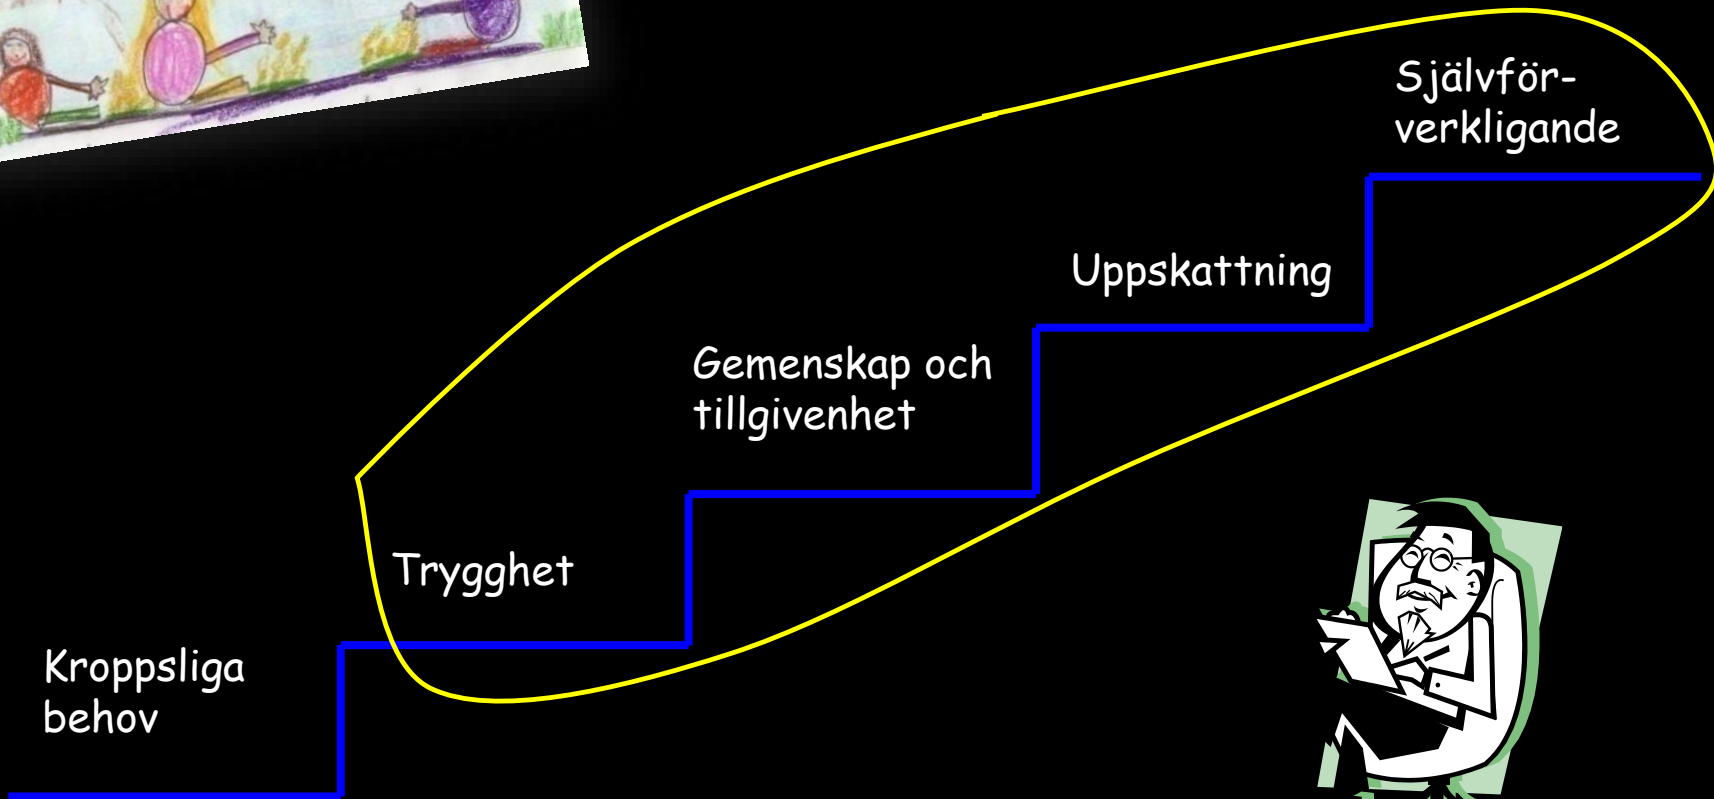 Självför-
verkligande
Uppskattning
Gemenskap och
tillgivenhet
Trygghet
Kroppsliga
behov